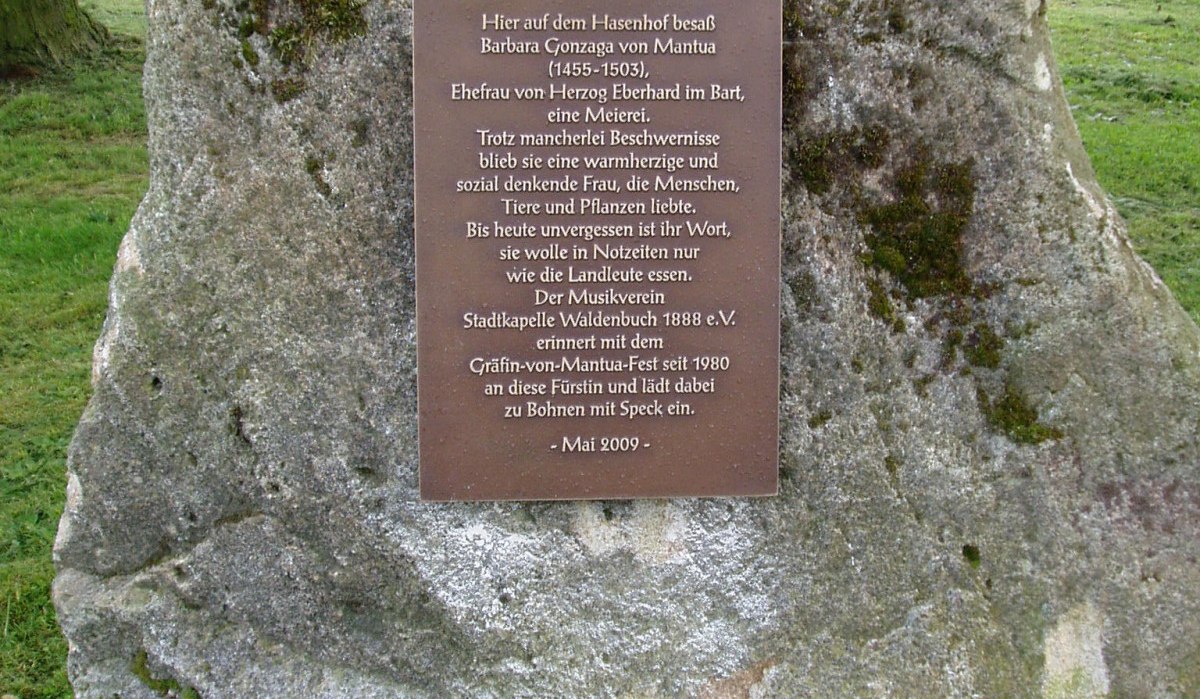 Hier auf dem Hasenhof besaß
Barbara Gonzaga von Mantua
(1455-1503),
Ehefrau von Herzog Eberhard im Bart,
eine Meierei.
Trotz mancherlei Beschwernisse
blieb sie eine warmherzige und
sozial denkende Frau, die Menschen,
Tiere und Pflanzen liebte.
Bis heute unvergessen ist ihr Wort,
sie wolle in Notzeiten nur
wie die Landleute essen.
Der Musikverein
Stadtkapelle Waldenbuch 1888 e.V.
erinnert mit dem
Gräfin-von-Mantua-Fest seit 1980
an diese Fürstin und lädt dabei
zu Bohnen mit Speck ein.
- Mai 2009 -